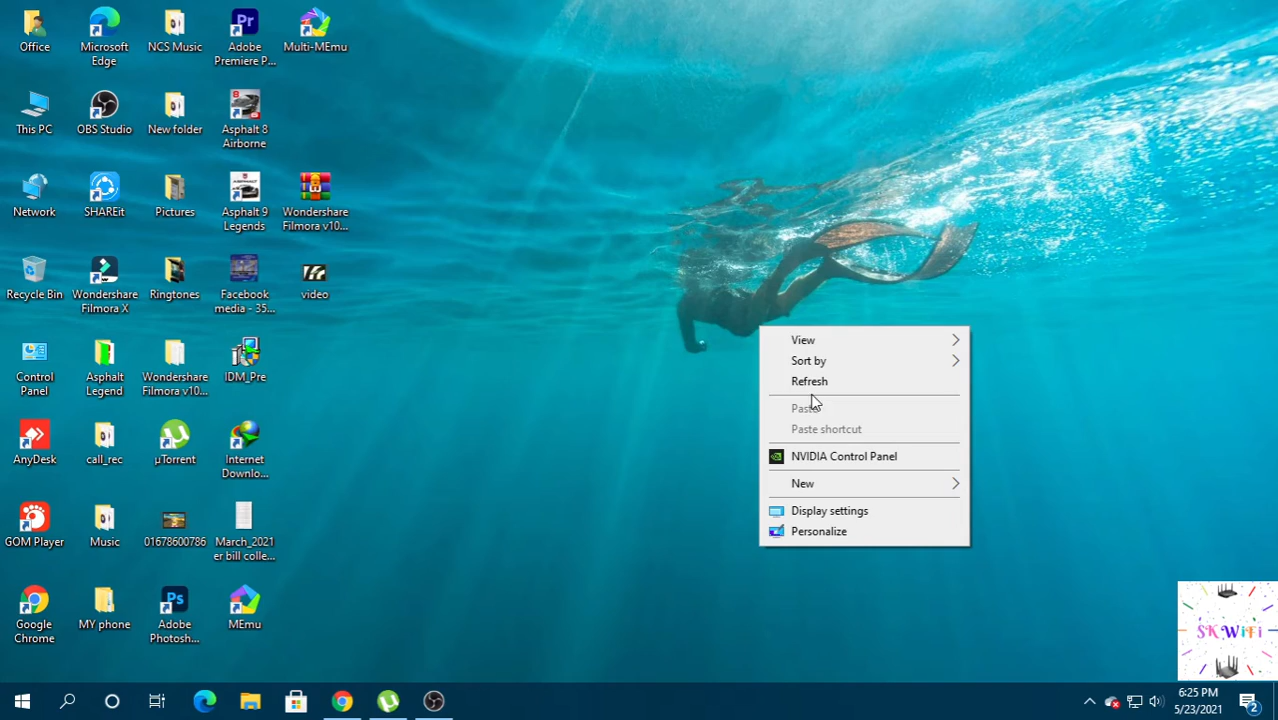 Office
Microsoft
Edge
NCS Music
Adobe
Premiere P...
Multi-MEmu
This PC
OBS Studio
New folder
Asphalt 8
Airborne
Network
SHAREit
Pictures
Asphalt 9
Legends
Wondershare
Filmora v10...
Recycle Bin
Wondershare
Filmora X
Ringtones
Facebook
media - 35...
video
Control
Panel
Asphalt
Legend
Wondershare
Filmora v10...
IDM_Pre
AnyDesk
call_rec
µTorrent
Internet
Downlo...
GOM Player
Music
01678600786
March_2021
er bill colle...
Google
Chrome
MY phone
Adobe
Photosh...
MEmu
View
Sort by
Refresh
Paste
Paste shortcut
NVIDIA Control Panel
New
Display settings
Personalize
SKWiFi
6:25 PM
5/23/2021
2